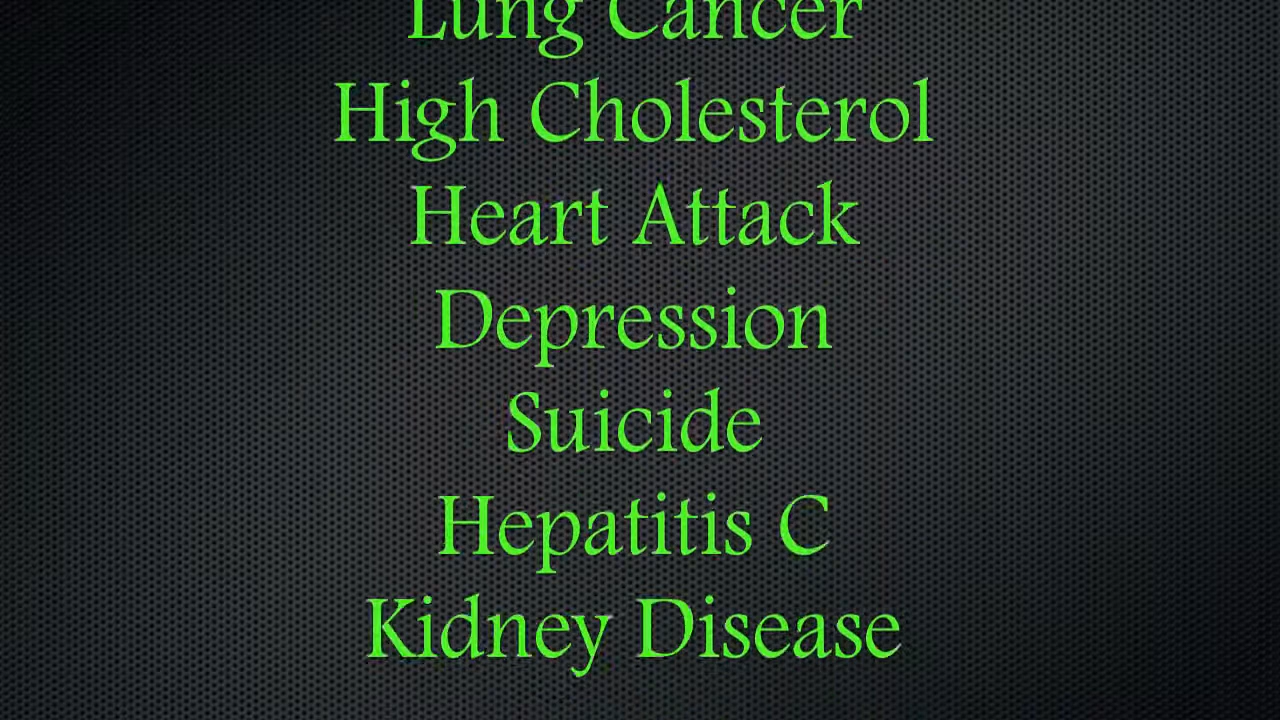 Lung Cancer
High Cholesterol
Heart Attack
Depression
Suicide
Hepatitis C
Kidney Disease